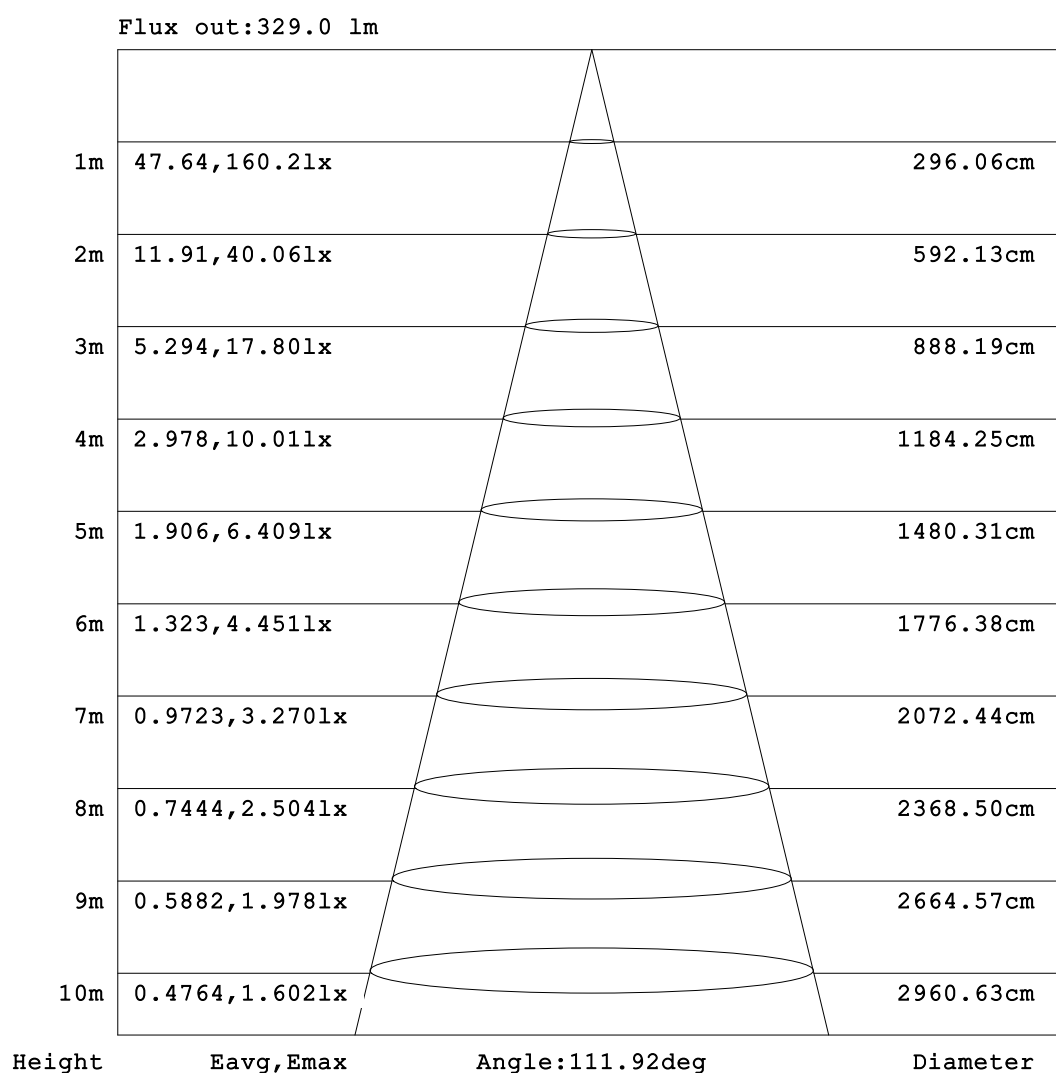 Flux out:329.0 lm
1m 47.64,160.2lx 296.06cm
2m 11.91,40.06lx 592.13cm
3m 5.294,17.80lx 888.19cm
4m 2.978,10.01lx 1184.25cm
5m 1.906,6.409lx 1480.31cm
6m 1.323,4.451lx 1776.38cm
7m 0.9723,3.270lx 2072.44cm
8m 0.7444,2.504lx 2368.50cm
9m 0.5882,1.978lx 2664.57cm
10m 0.4764,1.602lx 2960.63cm
Height Eavg,Emax Angle:111.92deg Diameter